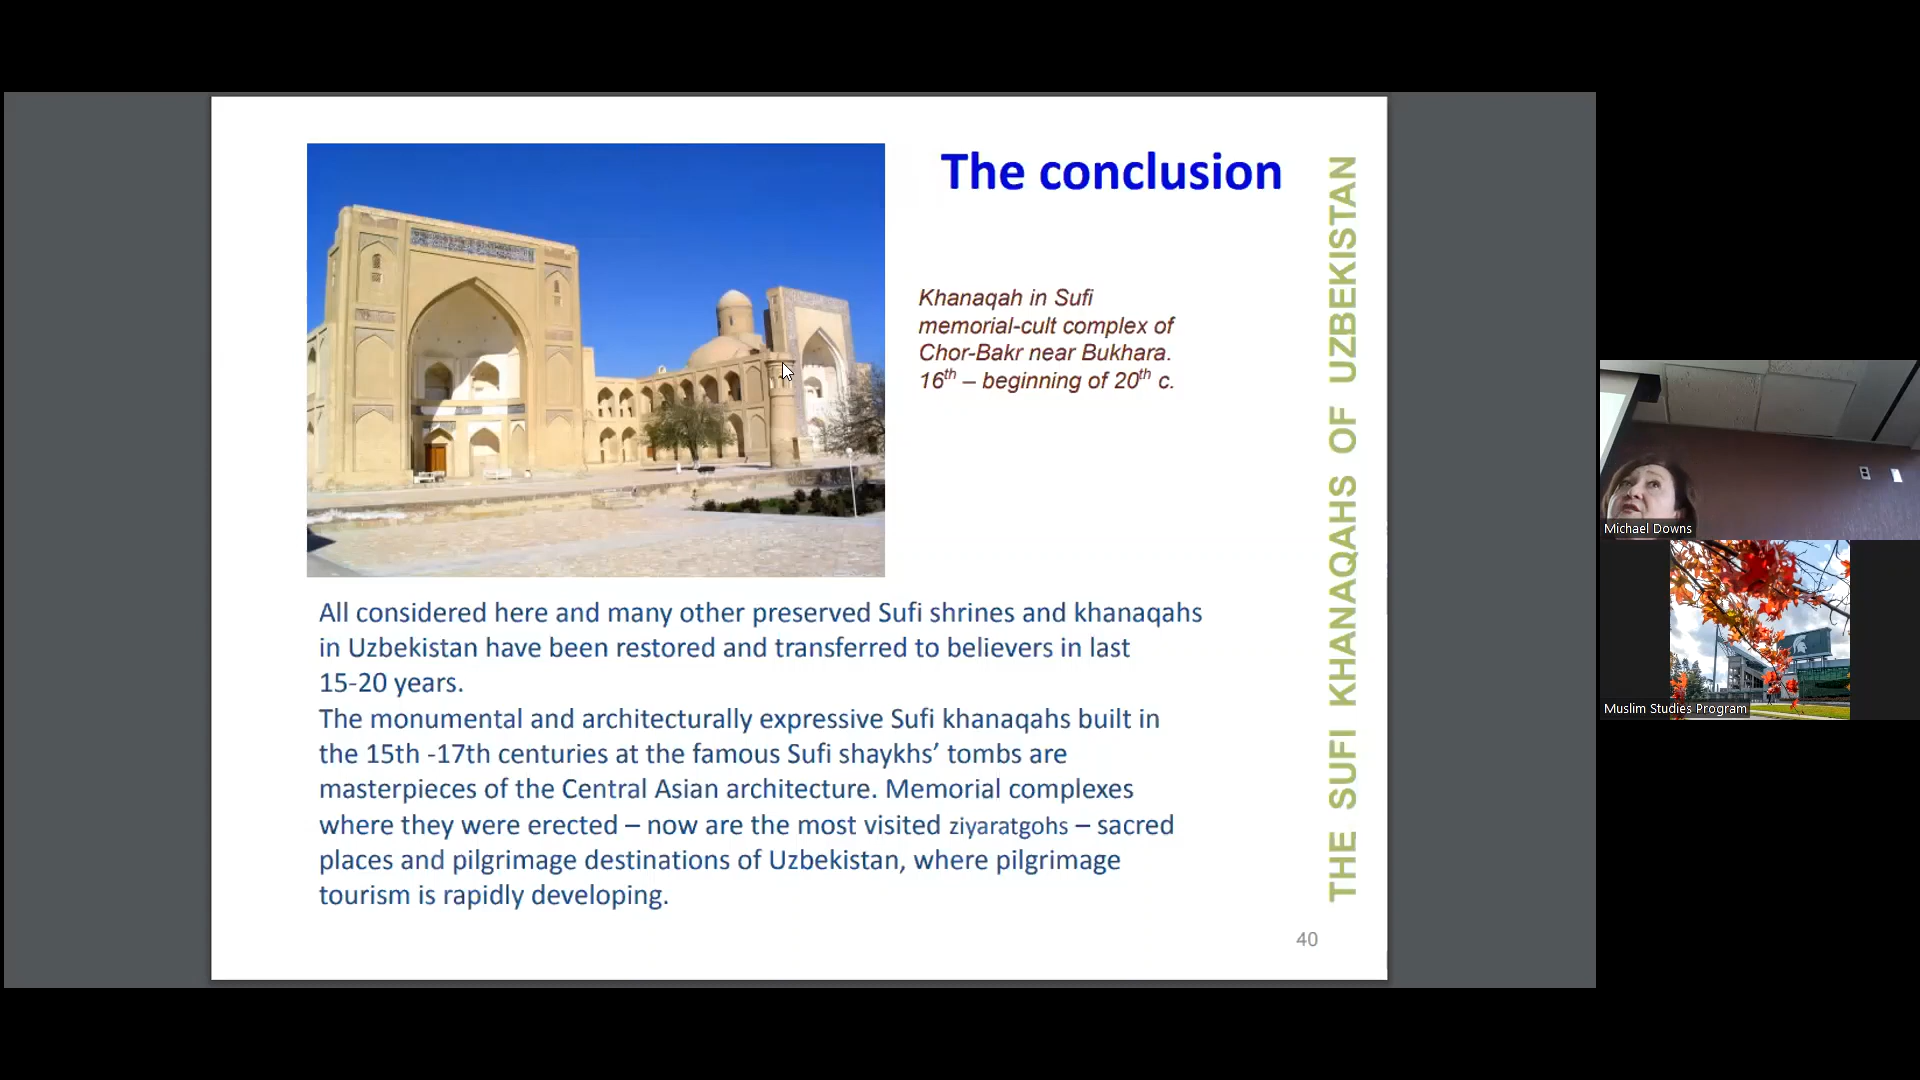 The conclusion
Khanaqah in Sufi
memorial-cult complex of
Chor-Bakr near Bukhara.
16th – beginning of 20th c.
All considered here and many other preserved Sufi shrines and khanaqahs
in Uzbekistan have been restored and transferred to believers in last
15-20 years.
The monumental and architecturally expressive Sufi khanaqahs built in
the 15th -17th centuries at the famous Sufi shaykhs’ tombs are
masterpieces of the Central Asian architecture. Memorial complexes
where they were erected – now are the most visited ziyaratgohs – sacred
places and pilgrimage destinations of Uzbekistan, where pilgrimage
tourism is rapidly developing.
40
THE SUFI KHANAQAHS OF UZBEKISTAN
Michael Downs
Muslim Studies Program